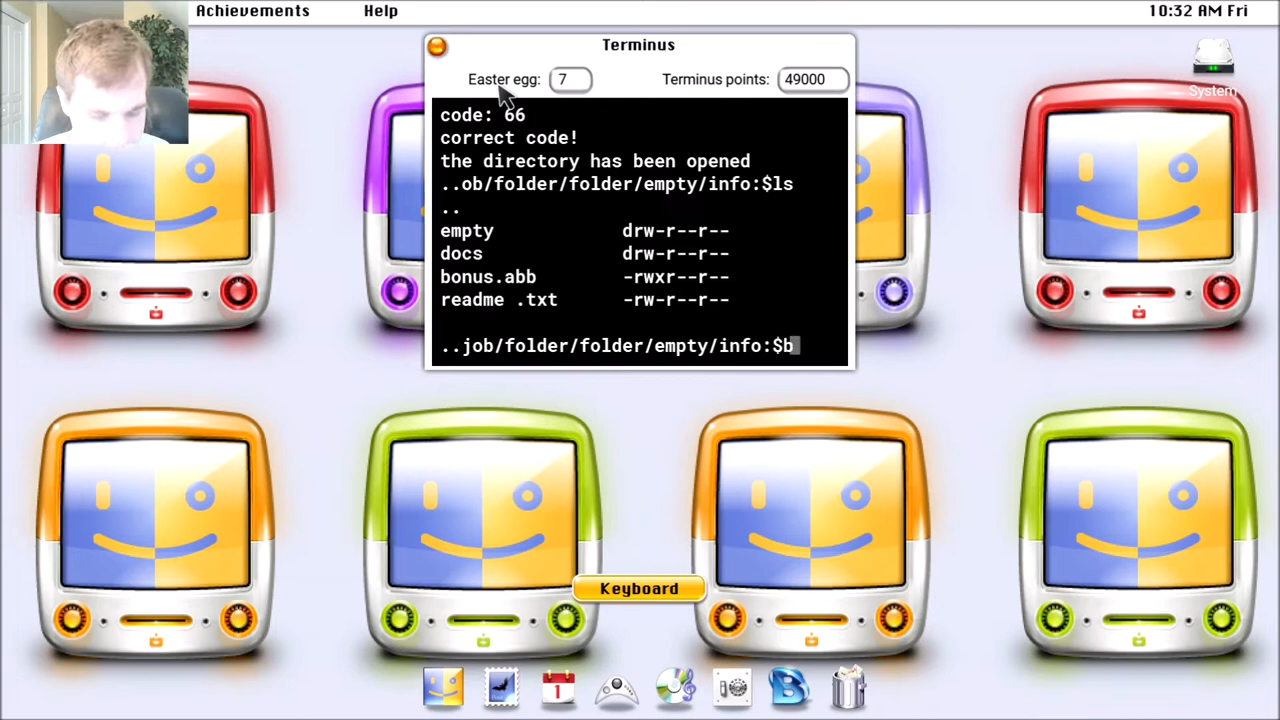 Achievements Help 10:32 AM Fri
Terminus
Easter egg: 7 Terminus points: 49000
System
code: 66
correct code!
the directory has been opened
..ob/folder/folder/empty/info:$ls
..
empty drw-r--r--
docs drw-r--r--
bonus.abb -rwxr--r--
readme .txt -rw-r--r--
..job/folder/folder/empty/info:$b
Keyboard
1
B